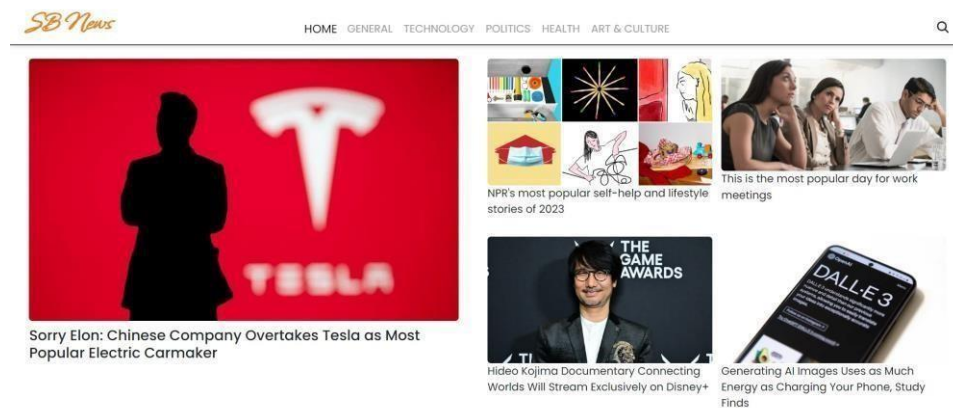 SB News
HOME GENERAL TECHNOLOGY POLITICS HEALTH ART & CULTURE
TESLA
Sorry Elon: Chinese Company Overtakes Tesla as Most
Popular Electric Carmaker
NPR's most popular self-help and lifestyle
stories of 2023
This is the most popular day for work
meetings
THE
GAME
AWARDS
Hideo Kojima Documentary Connecting
Worlds Will Stream Exclusively on Disney+
OpenAI
DALL·E 3
Generating AI Images Uses as Much
Energy as Charging Your Phone, Study
Finds